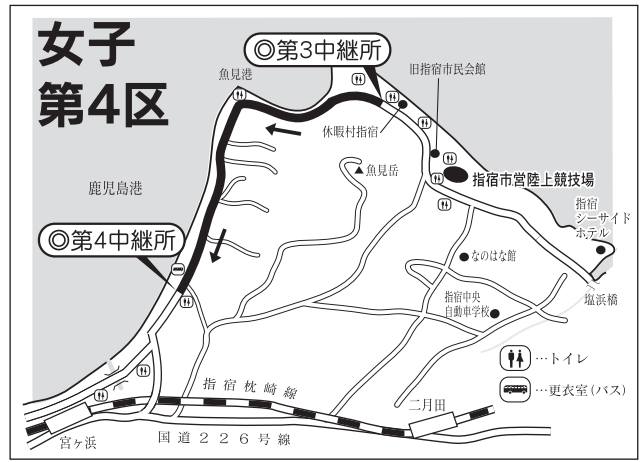 女子
第4区
◎第3中継所
魚見港
旧指宿市民会館
休暇村指宿
魚見岳
指宿市営陸上競技場
鹿児島港
指宿
シーサイド
ホテル
◎第4中継所
なのはな館
指宿中央
自動車学校
塩浜橋
…トイレ
…更衣室(バス)
指宿枕崎線
二月田
宮ヶ浜
国道226号線